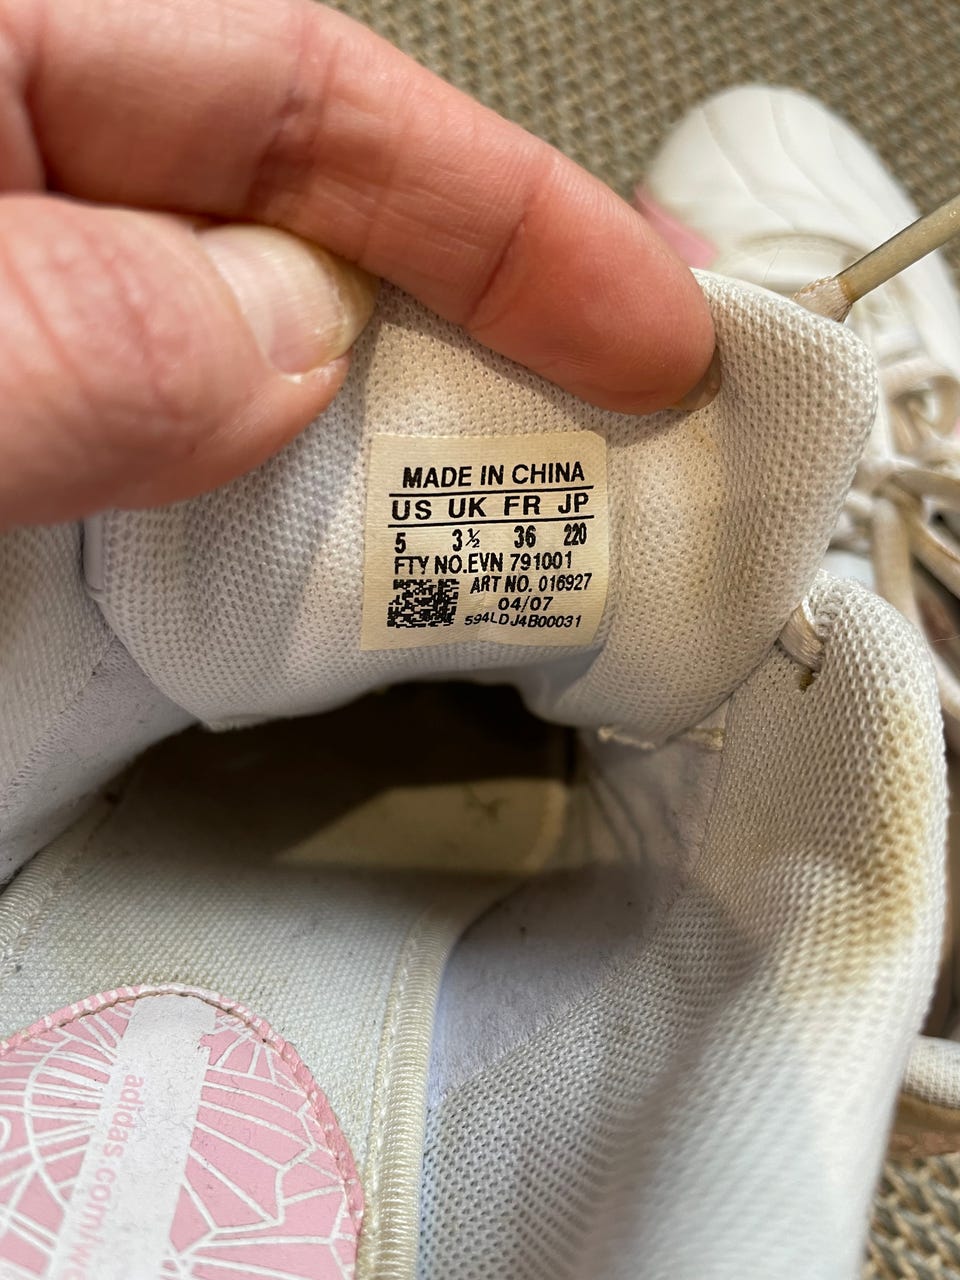 MADE IN CHINA
US UK FR JP
5 3½ 36 220
FTY NO.EVN 791001
ART NO. 016927
04/07
594LDJ4B00031
adidas.com/w